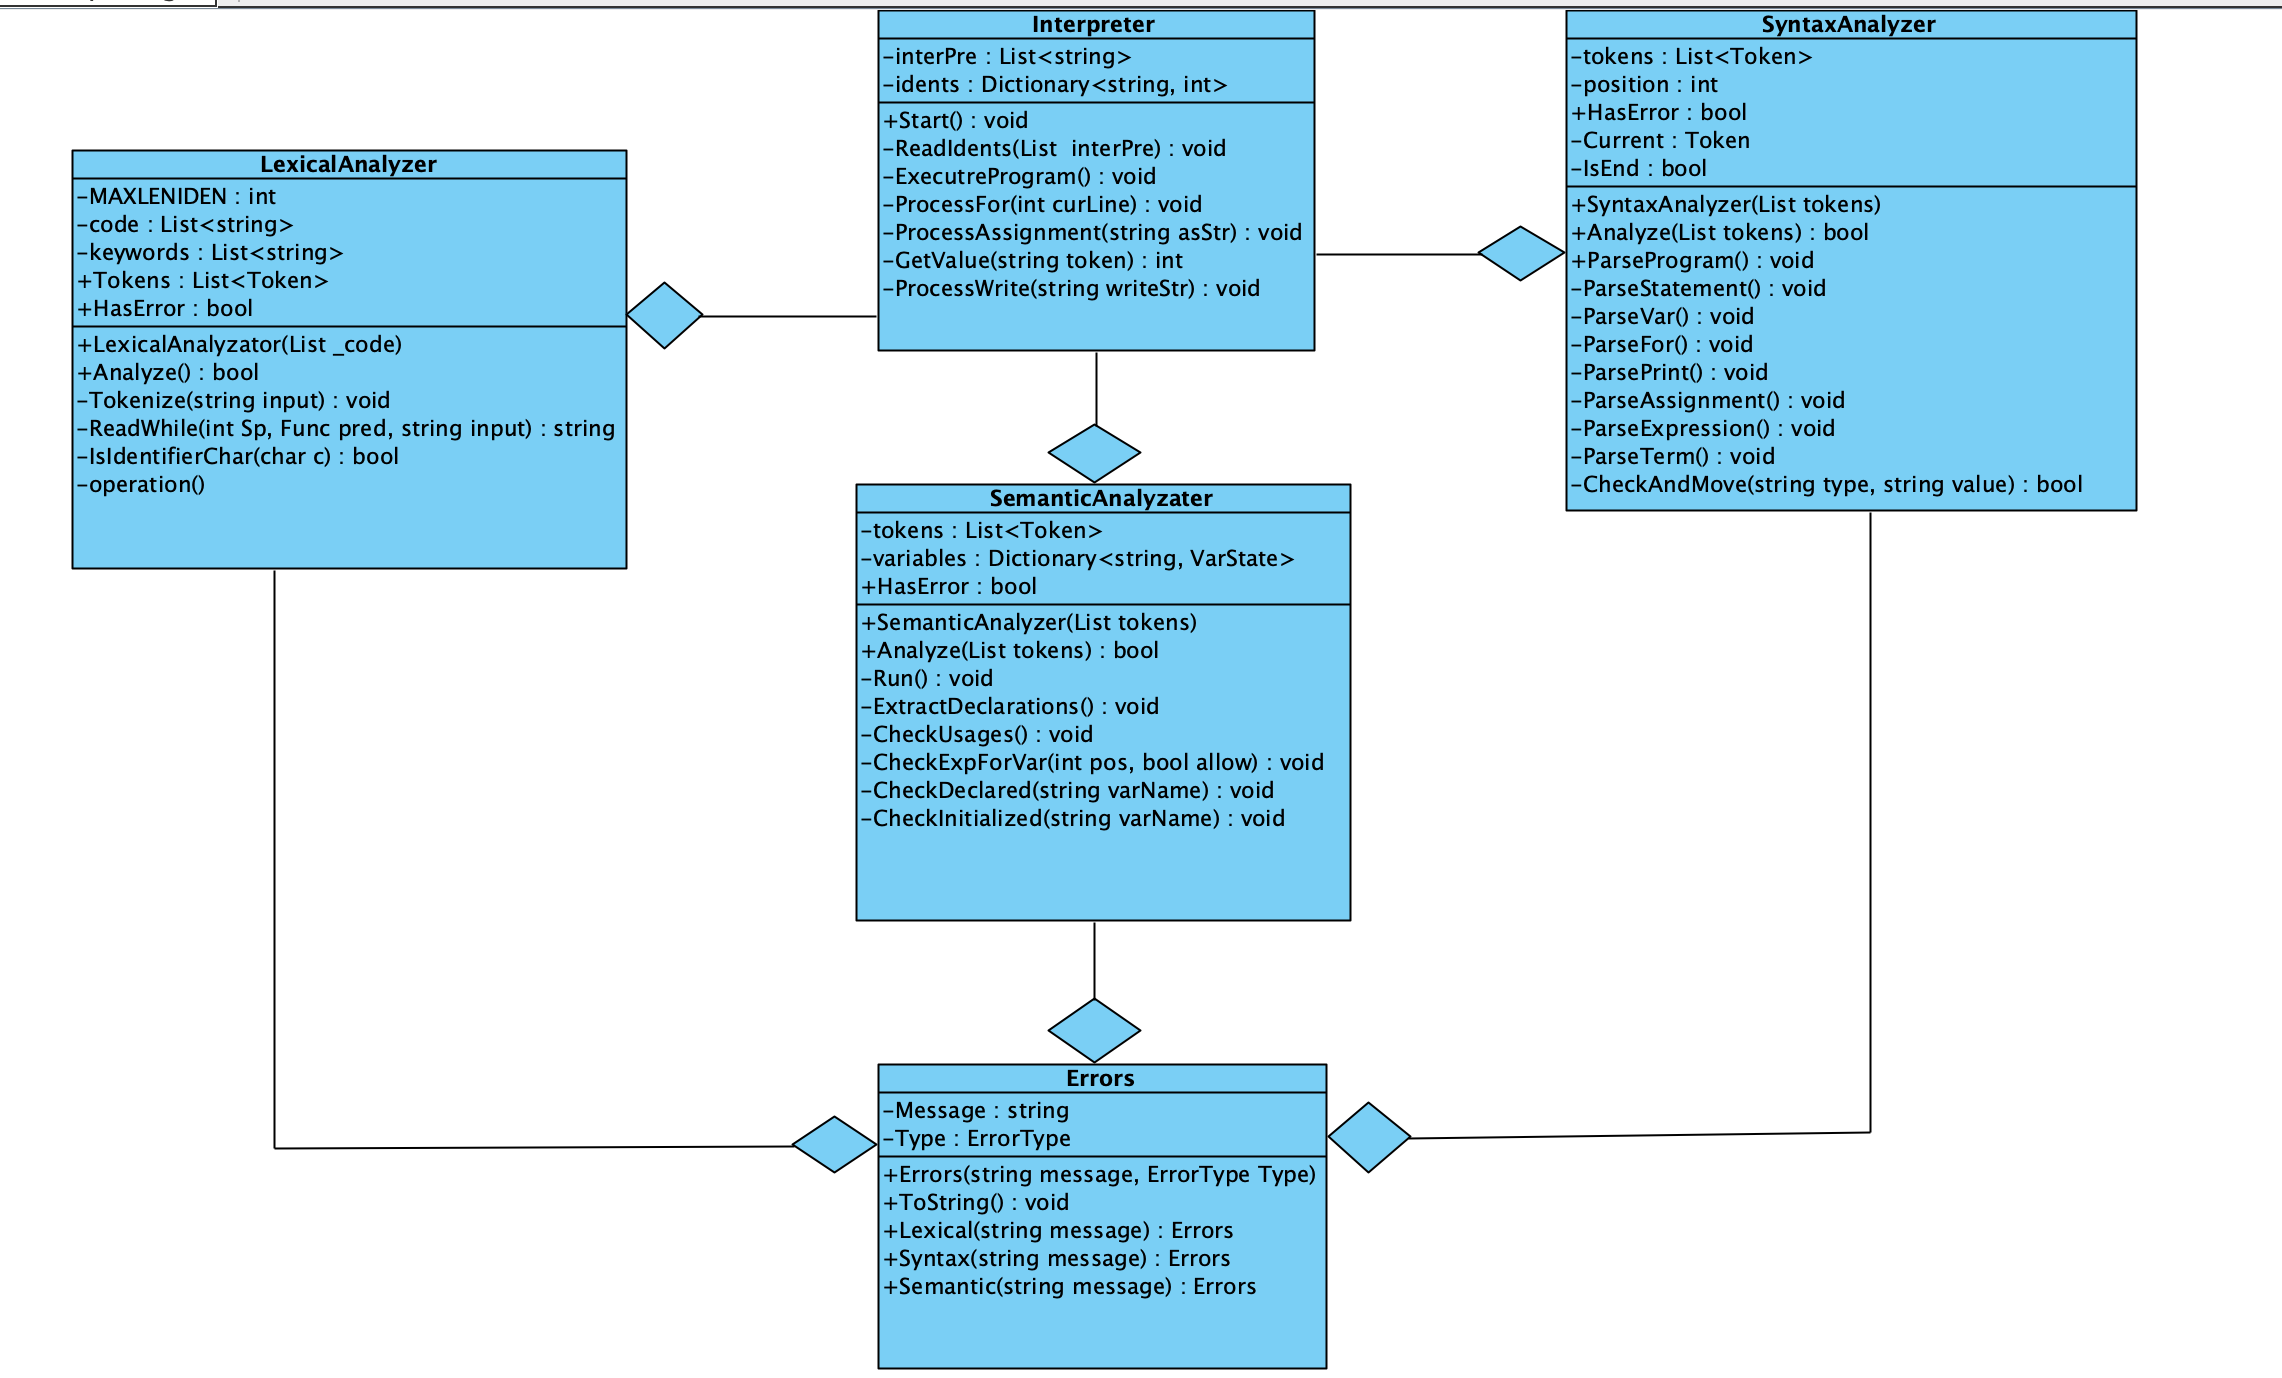 Interpreter
-interPre : List<string>
-idents : Dictionary<string, int>
+Start() : void
-ReadIdents(List  interPre) : void
-ExecutreProgram() : void
-ProcessFor(int curLine) : void
-ProcessAssignment(string asStr) : void
-GetValue(string token) : int
-ProcessWrite(string writeStr) : void
SyntaxAnalyzer
-tokens : List<Token>
-position : int
+HasError : bool
-Current : Token
-IsEnd : bool
+SyntaxAnalyzer(List tokens)
+Analyze(List tokens) : bool
+ParseProgram() : void
-ParseStatement() : void
-ParseVar() : void
-ParseFor() : void
-ParsePrint() : void
-ParseAssignment() : void
-ParseExpression() : void
-ParseTerm() : void
-CheckAndMove(string type, string value) : bool
LexicalAnalyzer
-MAXLENIDEN : int
-code : List<string>
-keywords : List<string>
+Tokens : List<Token>
+HasError : bool
+LexicalAnalyzator(List _code)
+Analyze() : bool
-Tokenize(string input) : void
-ReadWhile(int Sp, Func pred, string input) : string
-IsIdentifierChar(char c) : bool
-operation()
SemanticAnalyzater
-tokens : List<Token>
-variables : Dictionary<string, VarState>
+HasError : bool
+SemanticAnalyzer(List tokens)
+Analyze(List tokens) : bool
-Run() : void
-ExtractDeclarations() : void
-CheckUsages() : void
-CheckExpForVar(int pos, bool allow) : void
-CheckDeclared(string varName) : void
-CheckInitialized(string varName) : void
Errors
-Message : string
-Type : ErrorType
+Errors(string message, ErrorType Type)
+ToString() : void
+Lexical(string message) : Errors
+Syntax(string message) : Errors
+Semantic(string message) : Errors